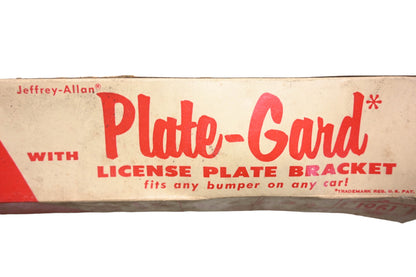 Jeffrey-Allan®
Plate-Gard*
WITH
LICENSE PLATE BRACKET
fits any bumper on any car!
*TRADEMARK REG. U.S. PAT.